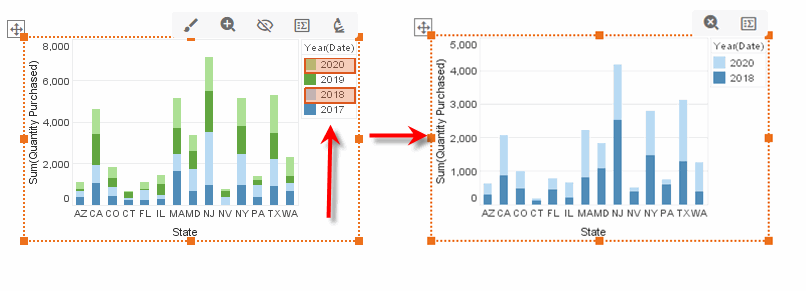 Sum(Quantity Purchased)
8,000
6,000
4,000
2,000
0
AZ CA CO CT FL IL MA MD NJ NV NY PA TX WA
State
Year(Date)
2020
2019
2018
2017
Sum(Quantity Purchased)
5,000
4,000
3,000
2,000
1,000
0
AZ CA CO CT FL IL MA MD NJ NV NY PA TX WA
State
Year(Date)
2020
2018